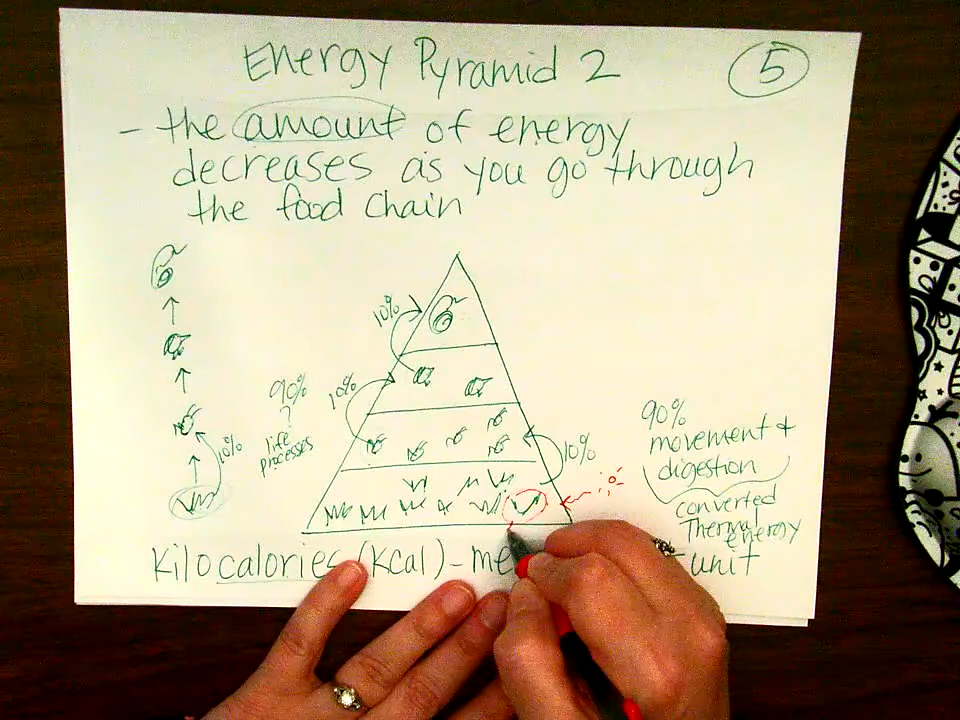 Energy Pyramid 2
5
- the amount of energy
decreases as you go through
the food chain
10%
10%
90%
?
life
processes
10%
10%
90%
movement +
digestion
converted
Thermal
energy
Kilocalories (Kcal) - me
unit